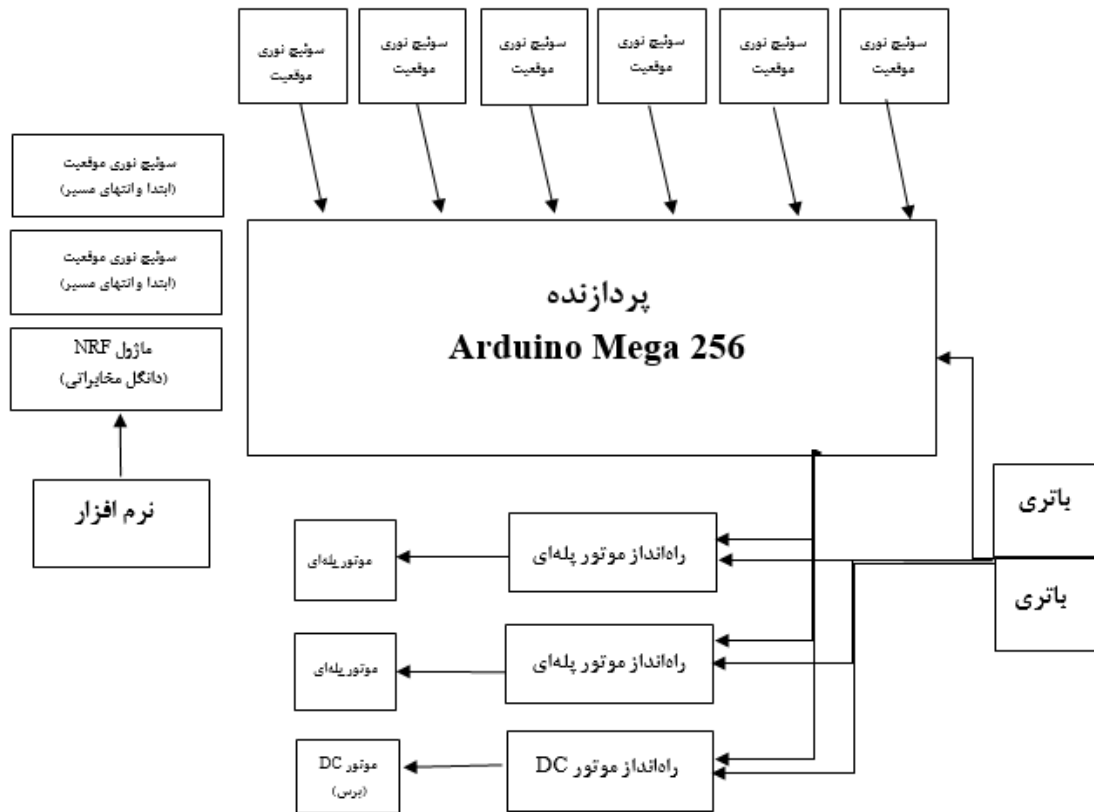 سوئیچ نوری
موقعیت
سوئیچ نوری
موقعیت
سوئیچ نوری
موقعیت
سوئیچ نوری
موقعیت
سوئیچ نوری
موقعیت
سوئیچ نوری
موقعیت
سوئیچ نوری موقعیت
(ابتدا و انتهای مسیر)
سوئیچ نوری موقعیت
(ابتدا و انتهای مسیر)
ماژول NRF
(دانگل مخابراتی)
نرم افزار
پردازنده
Arduino Mega 256
باتری
باتری
راه‌انداز موتور پله‌ای
موتور پله‌ای
راه‌انداز موتور پله‌ای
موتور پله‌ای
راه‌انداز موتور DC
موتور DC
(برس)